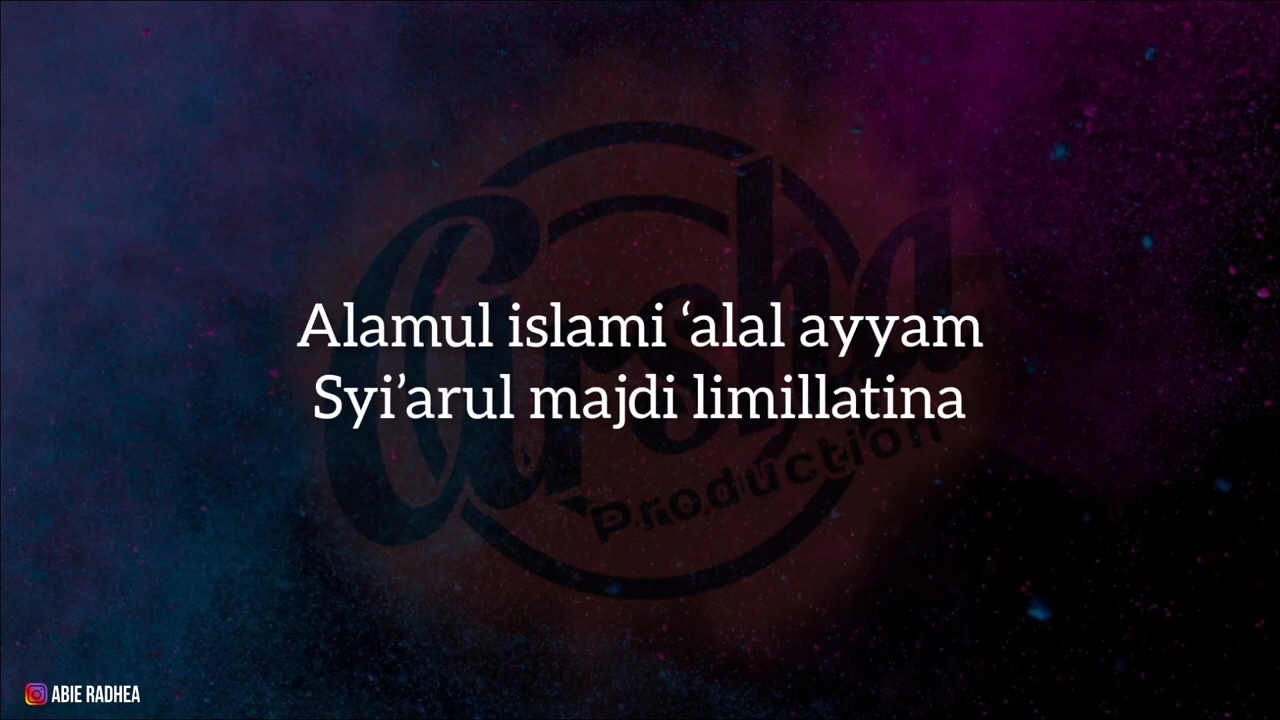 Alamul islami ‘alal ayyam
Syi’arul majdi limillatina
Arsha
Production
ABIE RADHEA